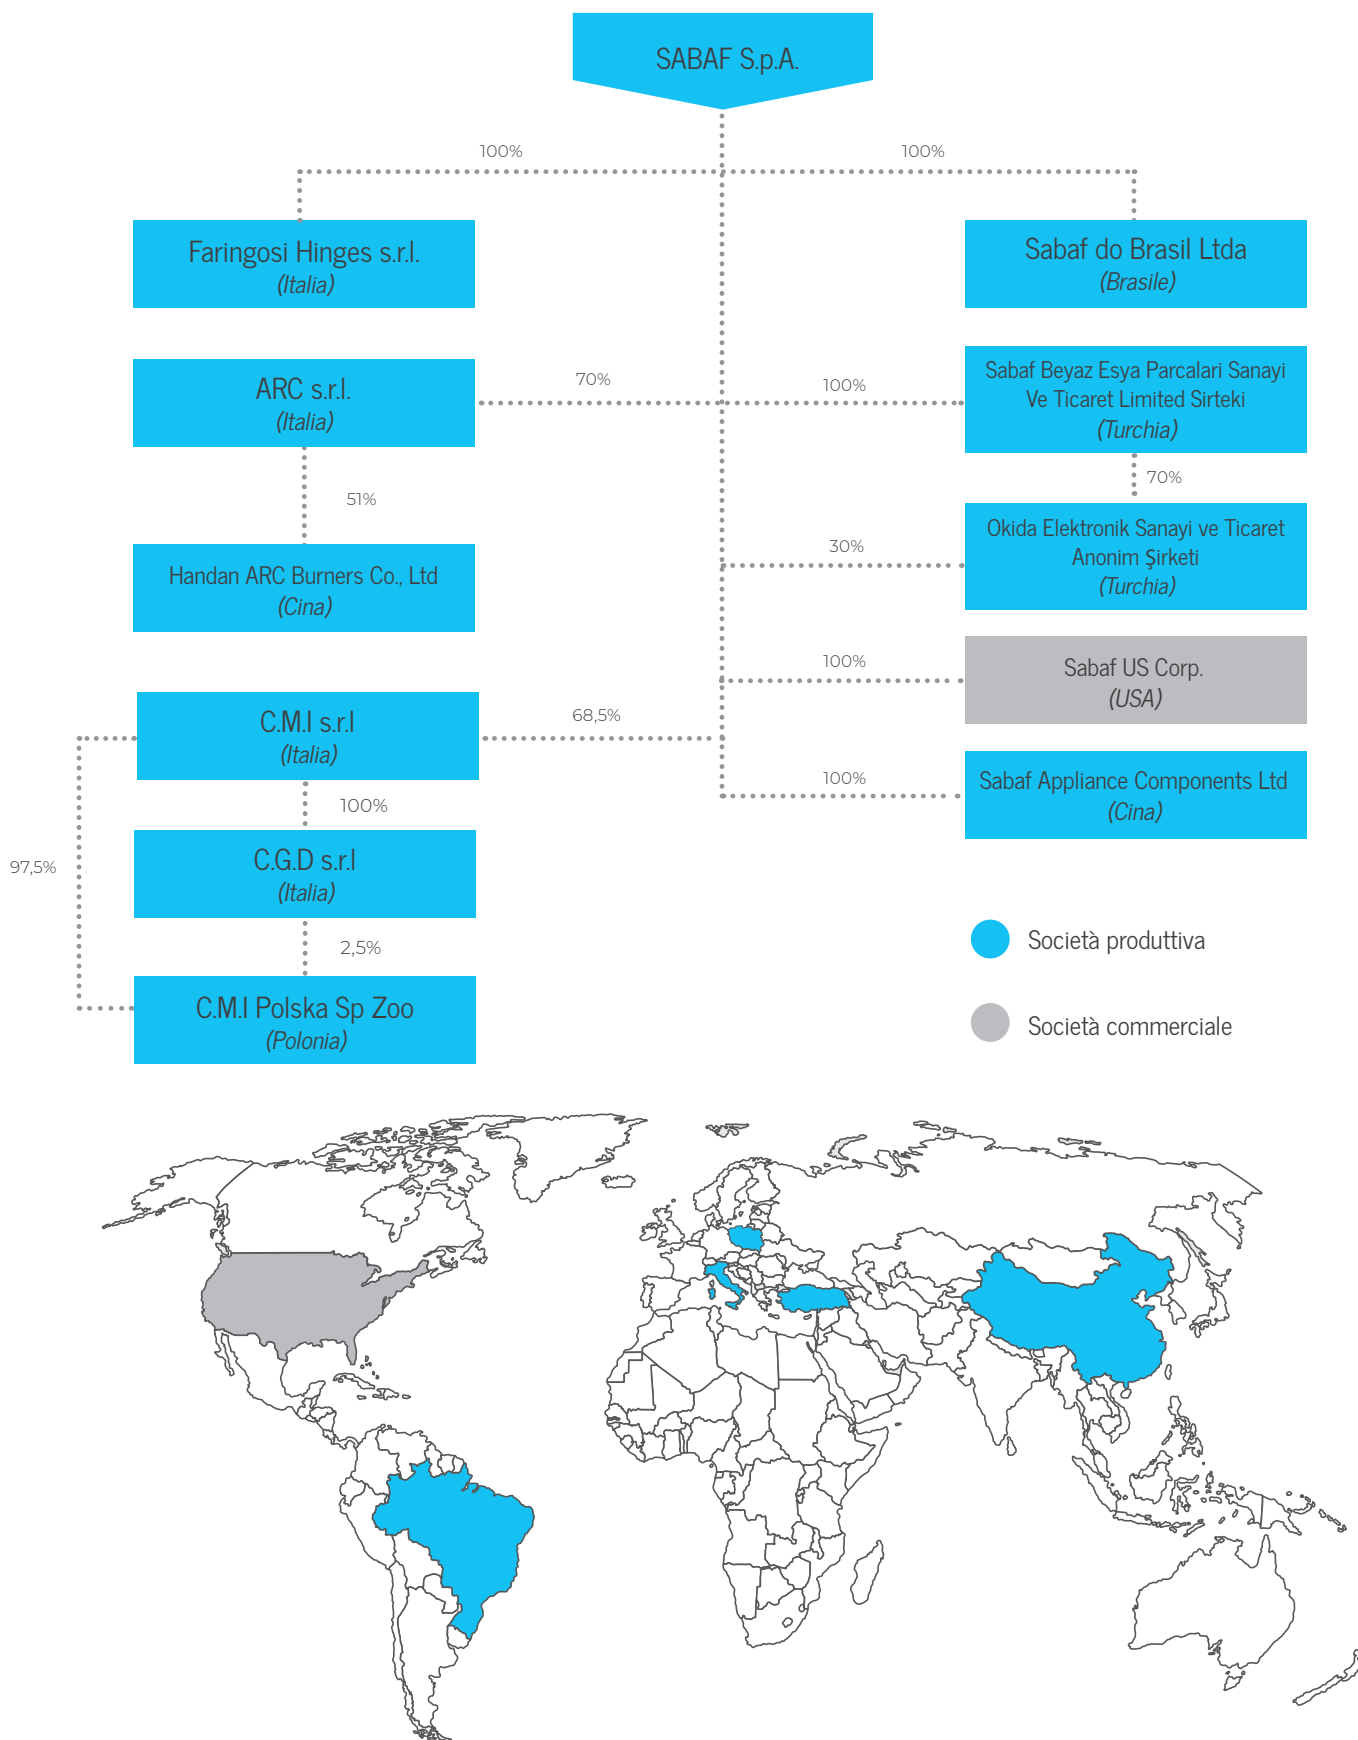 SABAF S.p.A.
100%
100%
Faringosi Hinges s.r.l.
(Italia)
Sabaf do Brasil Ltda
(Brasile)
ARC s.r.l.
(Italia)
70%
100%
Sabaf Beyaz Esya Parcalari Sanayi
Ve Ticaret Limited Sirteki
(Turchia)
51%
70%
Handan ARC Burners Co., Ltd
(Cina)
30%
Okida Elektronik Sanayi ve Ticaret
Anonim Şirketi
(Turchia)
100%
Sabaf US Corp.
(USA)
C.M.I s.r.l
(Italia)
68,5%
100%
Sabaf Appliance Components Ltd
(Cina)
100%
97,5%
C.G.D s.r.l
(Italia)
2,5%
C.M.I Polska Sp Zoo
(Polonia)
Società produttiva
Società commerciale